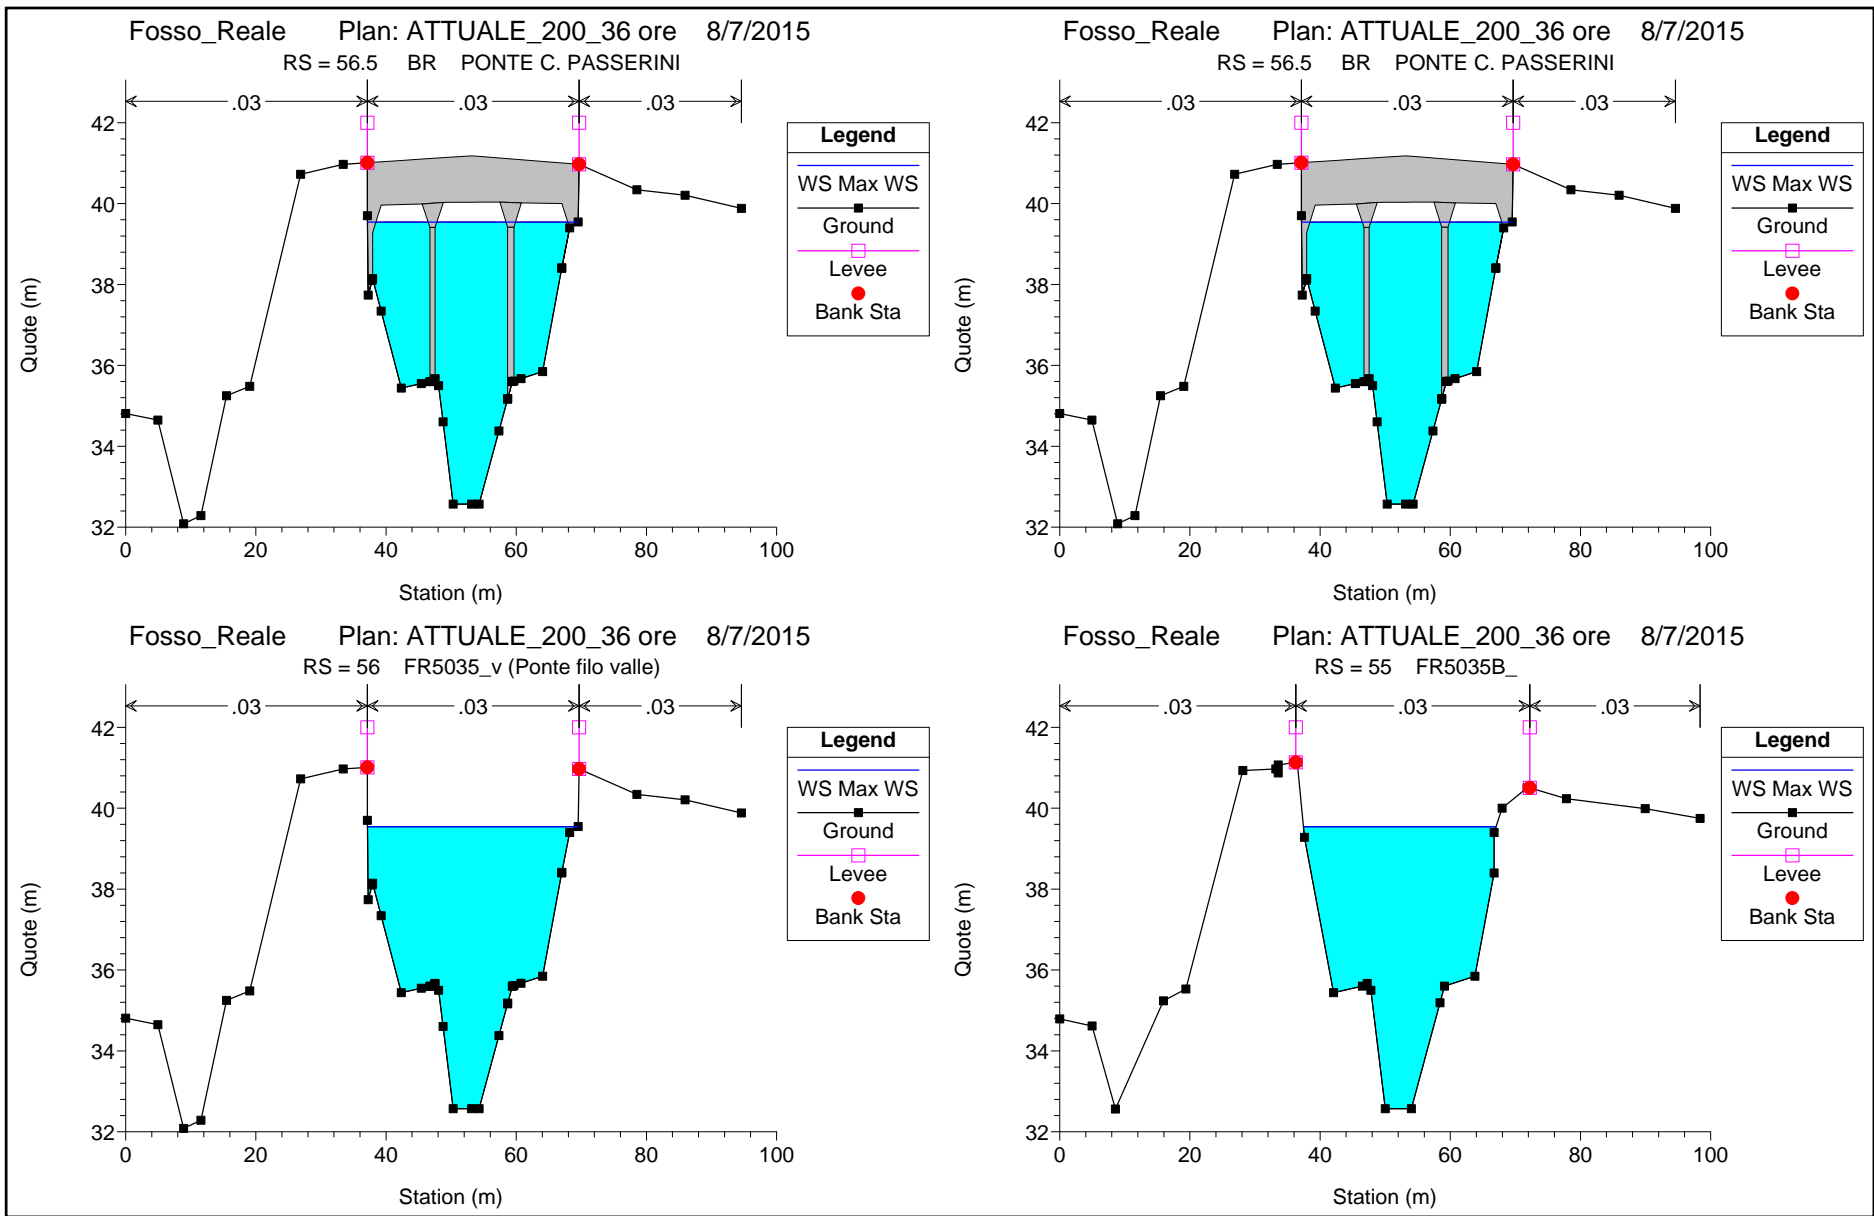 Fosso_Reale Plan: ATTUALE_200_36 ore 8/7/2015
RS = 56.5 BR PONTE C. PASSERINI
.03 .03 .03
42
40
38
36
34
32
0 20 40 60 80 100
Station (m)
Quote (m)
Legend
WS Max WS
Ground
Levee
Bank Sta
Fosso_Reale Plan: ATTUALE_200_36 ore 8/7/2015
RS = 56.5 BR PONTE C. PASSERINI
.03 .03 .03
42
40
38
36
34
32
0 20 40 60 80 100
Station (m)
Quote (m)
Legend
WS Max WS
Ground
Levee
Bank Sta
Fosso_Reale Plan: ATTUALE_200_36 ore 8/7/2015
RS = 56 FR5035_v (Ponte filo valle)
.03 .03 .03
42
40
38
36
34
32
0 20 40 60 80 100
Station (m)
Quote (m)
Legend
WS Max WS
Ground
Levee
Bank Sta
Fosso_Reale Plan: ATTUALE_200_36 ore 8/7/2015
RS = 55 FR5035B_
.03 .03 .03
42
40
38
36
34
32
0 20 40 60 80 100
Station (m)
Quote (m)
Legend
WS Max WS
Ground
Levee
Bank Sta